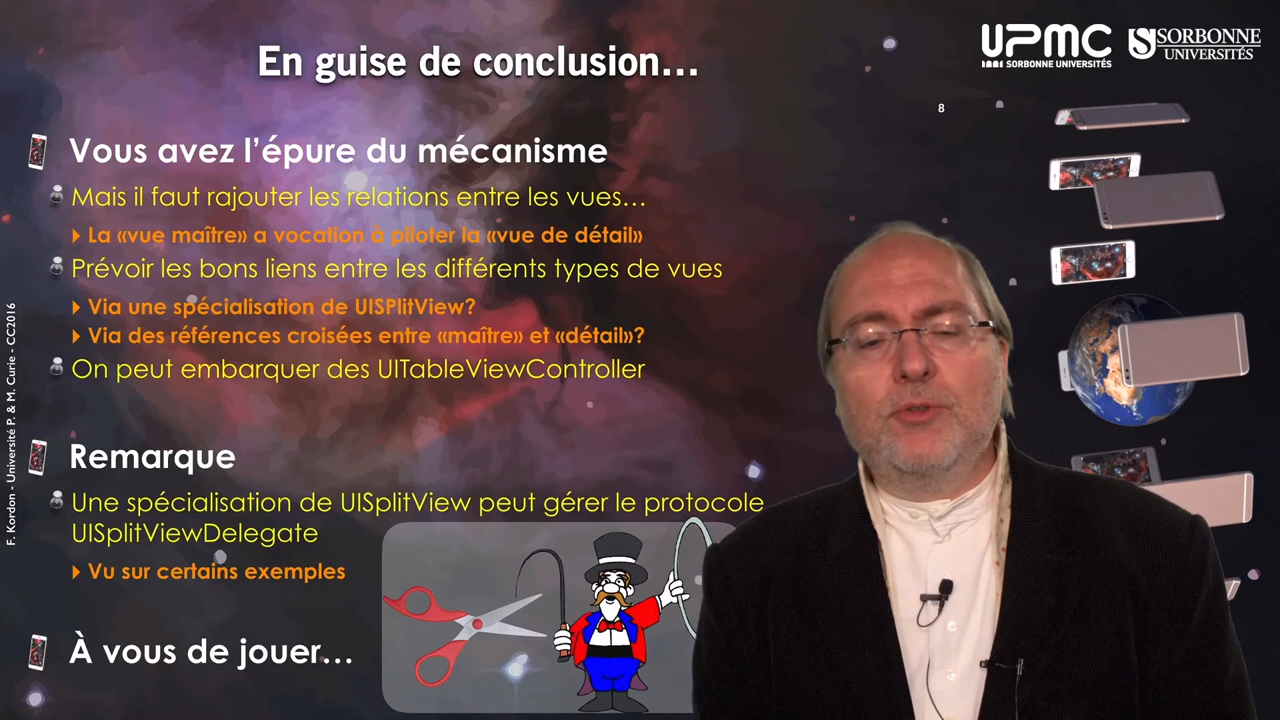 En guise de conclusion...
UPMC
SORBONNE UNIVERSITÉS
SORBONNE
UNIVERSITÉS
8
Vous avez l'épure du mécanisme
Mais il faut rajouter les relations entre les vues...
La «vue maître» a vocation à piloter la «vue de détail»
Prévoir les bons liens entre les différents types de vues
Via une spécialisation de UISPlitView?
Via des références croisées entre «maître» et «détail»?
On peut embarquer des UITableViewController
Remarque
Une spécialisation de UISplitView peut gérer le protocole
UISplitViewDelegate
Vu sur certains exemples
À vous de jouer...
F. Kordon - Université P. & M. Curie - CC2016